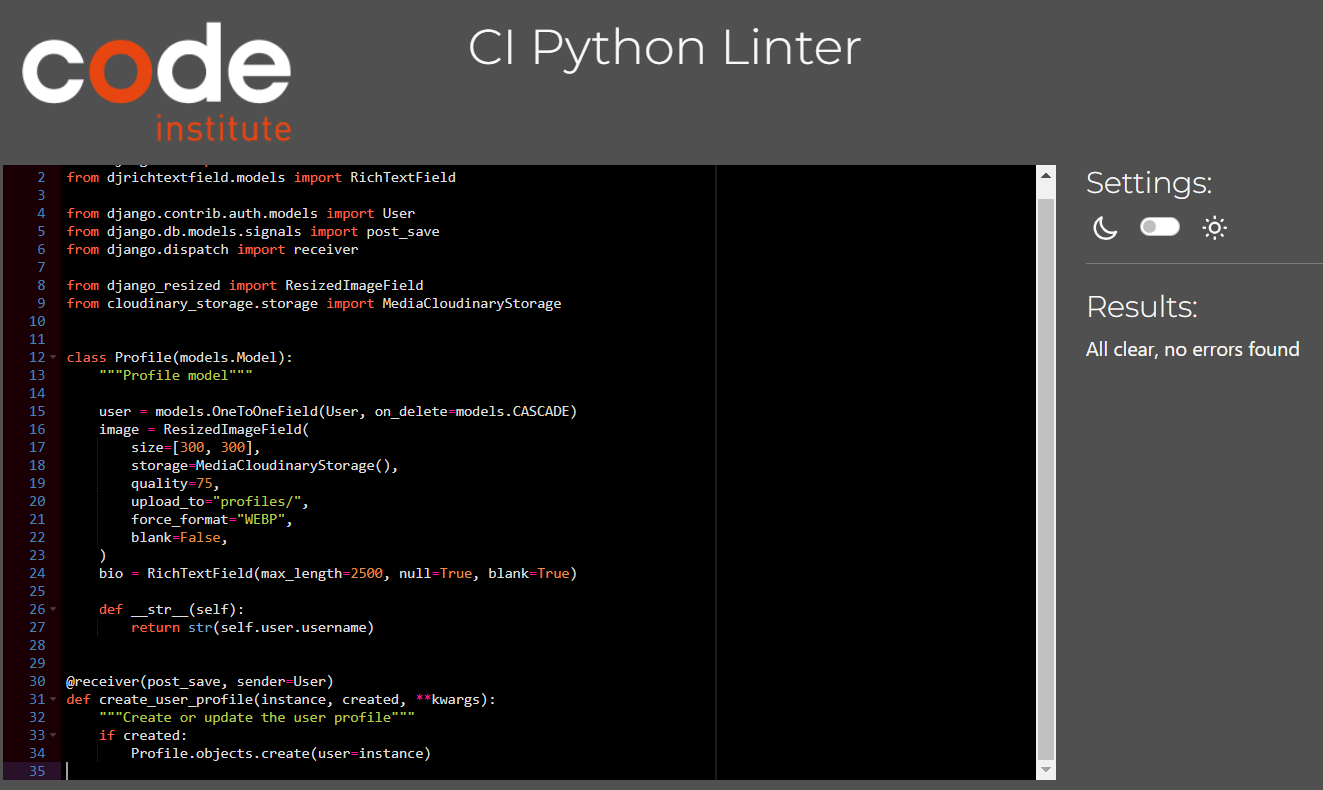 code
institute
CI Python Linter
2 from djrichtextfield.models import RichTextField
3
4 from django.contrib.auth.models import User
5 from django.db.models.signals import post_save
6 from django.dispatch import receiver
7
8 from django_resized import ResizedImageField
9 from cloudinary_storage.storage import MediaCloudinaryStorage
10
11
12 class Profile(models.Model):
13     """Profile model"""
14
15     user = models.OneToOneField(User, on_delete=models.CASCADE)
16     image = ResizedImageField(
17         size=[300, 300],
18         storage=MediaCloudinaryStorage(),
19         quality=75,
20         upload_to="profiles/",
21         force_format="WEBP",
22         blank=False,
23     )
24     bio = RichTextField(max_length=2500, null=True, blank=True)
25
26     def __str__(self):
27         return str(self.user.username)
28
29
30 @receiver(post_save, sender=User)
31 def create_user_profile(instance, created, **kwargs):
32     """Create or update the user profile"""
33     if created:
34         Profile.objects.create(user=instance)
35
Settings:
Results:
All clear, no errors found